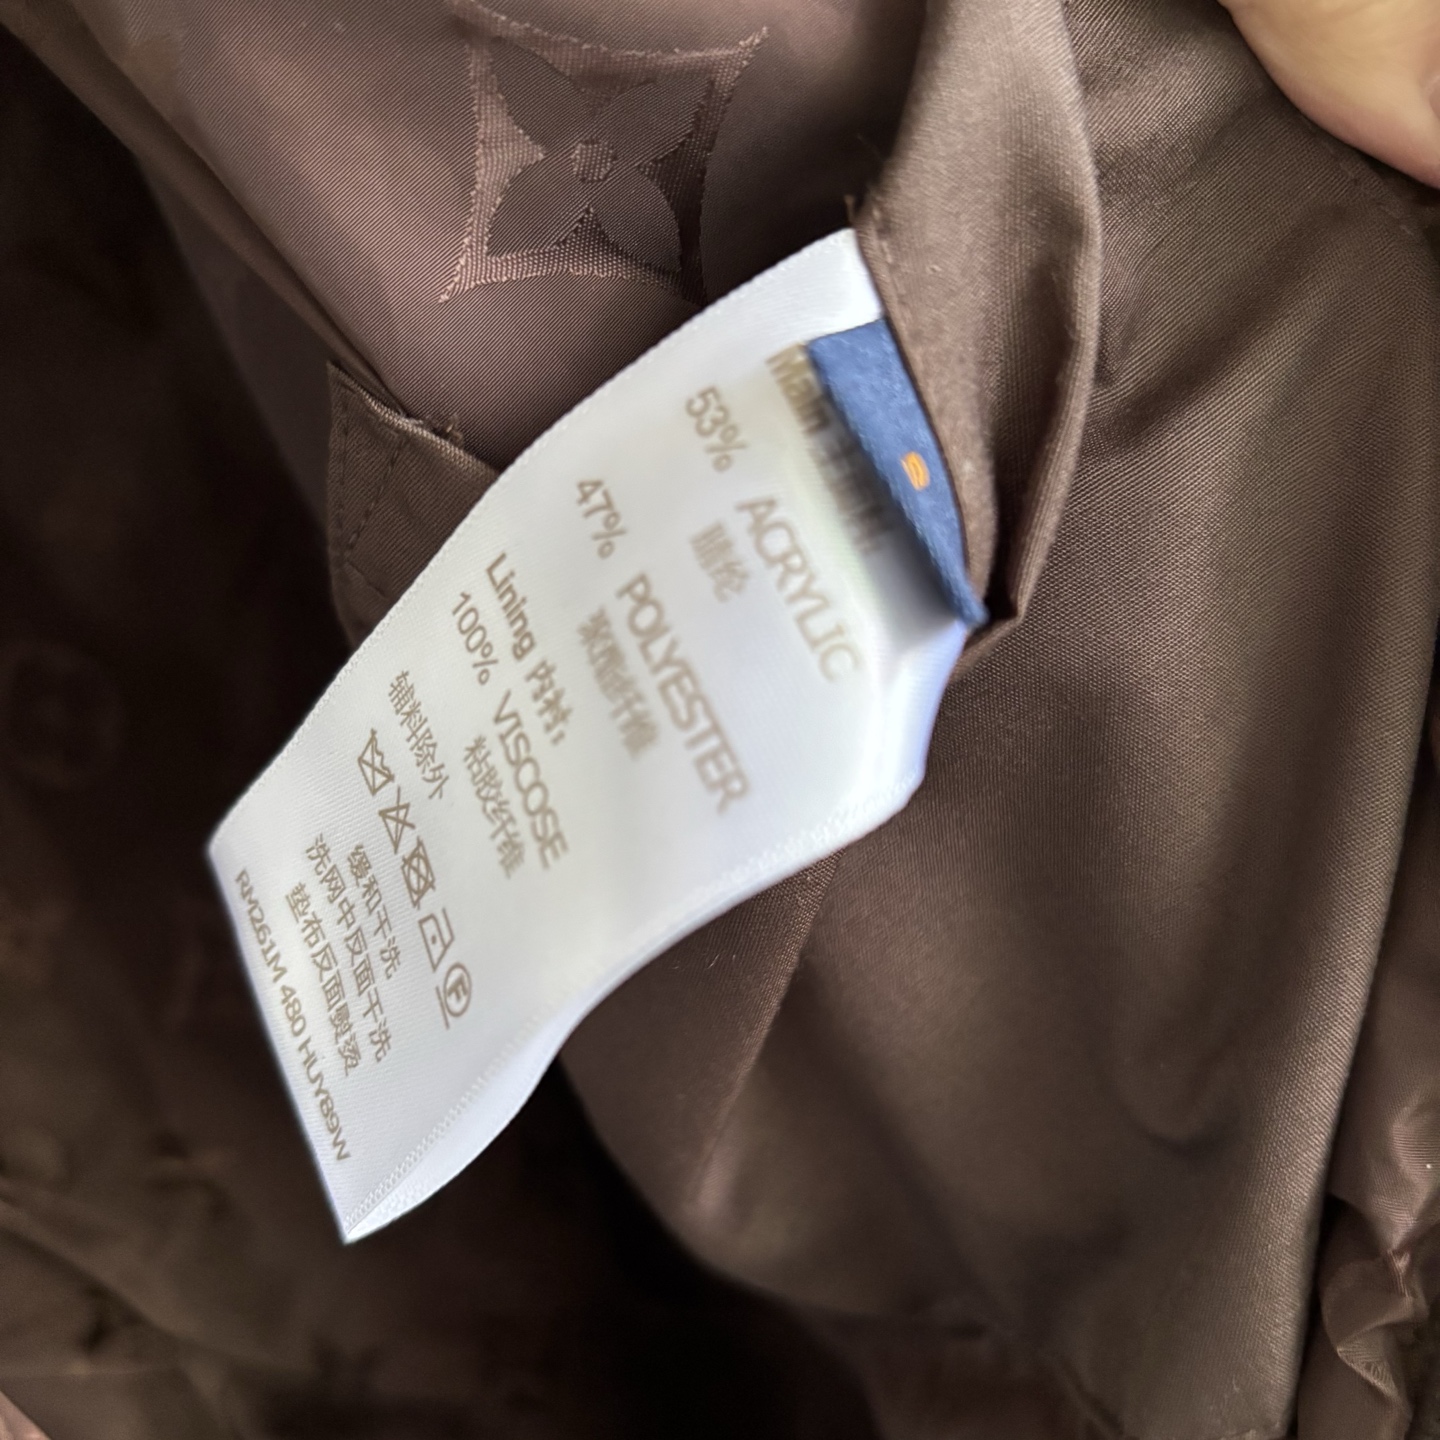 Main
53% ACRYLIC
腈纶
47% POLYESTER
聚酯纤维
Lining 内衬:
100% VISCOSE
粘胶纤维
辅料除外
F
缓和干洗
洗网中反面干洗
垫布反面熨烫
RM261M 480 HUY89W